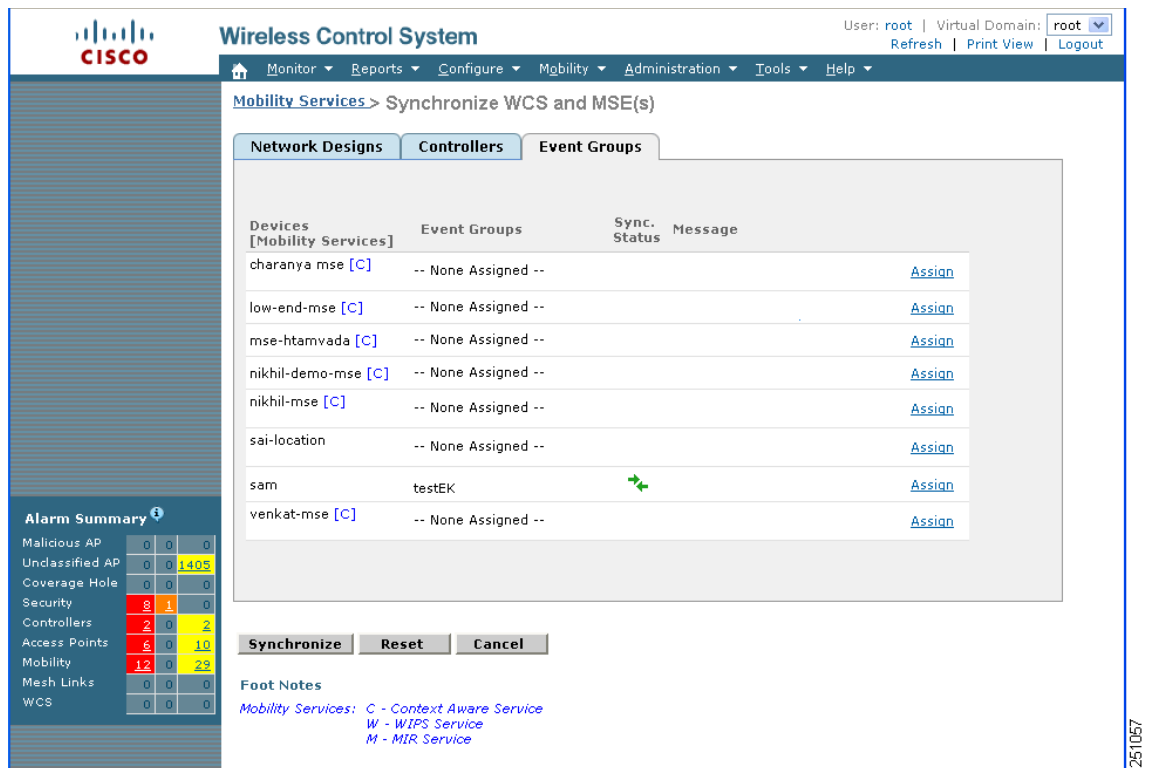 CISCO
Wireless Control System
User: root | Virtual Domain: root
Refresh | Print View | Logout
Monitor Reports Configure Mobility Administration Tools Help
Mobility Services > Synchronize WCS and MSE(s)
Network Designs Controllers Event Groups
Devices [Mobility Services] Event Groups Sync. Status Message
charanya mse [C] -- None Assigned -- Assign
low-end-mse [C] -- None Assigned -- Assign
mse-htamvada [C] -- None Assigned -- Assign
nikhil-demo-mse [C] -- None Assigned -- Assign
nikhil-mse [C] -- None Assigned -- Assign
sai-location -- None Assigned -- Assign
sam testEK Assign
venkat-mse [C] -- None Assigned -- Assign
Synchronize Reset Cancel
Foot Notes
Mobility Services: C - Context Aware Service
W - WIPS Service
M - MIR Service
Alarm Summary
Malicious AP 0 0 0
Unclassified AP 0 0 1405
Coverage Hole 0 0 0
Security 8 1 0
Controllers 2 0 2
Access Points 6 0 10
Mobility 12 0 29
Mesh Links 0 0 0
WCS 0 0 0
251057